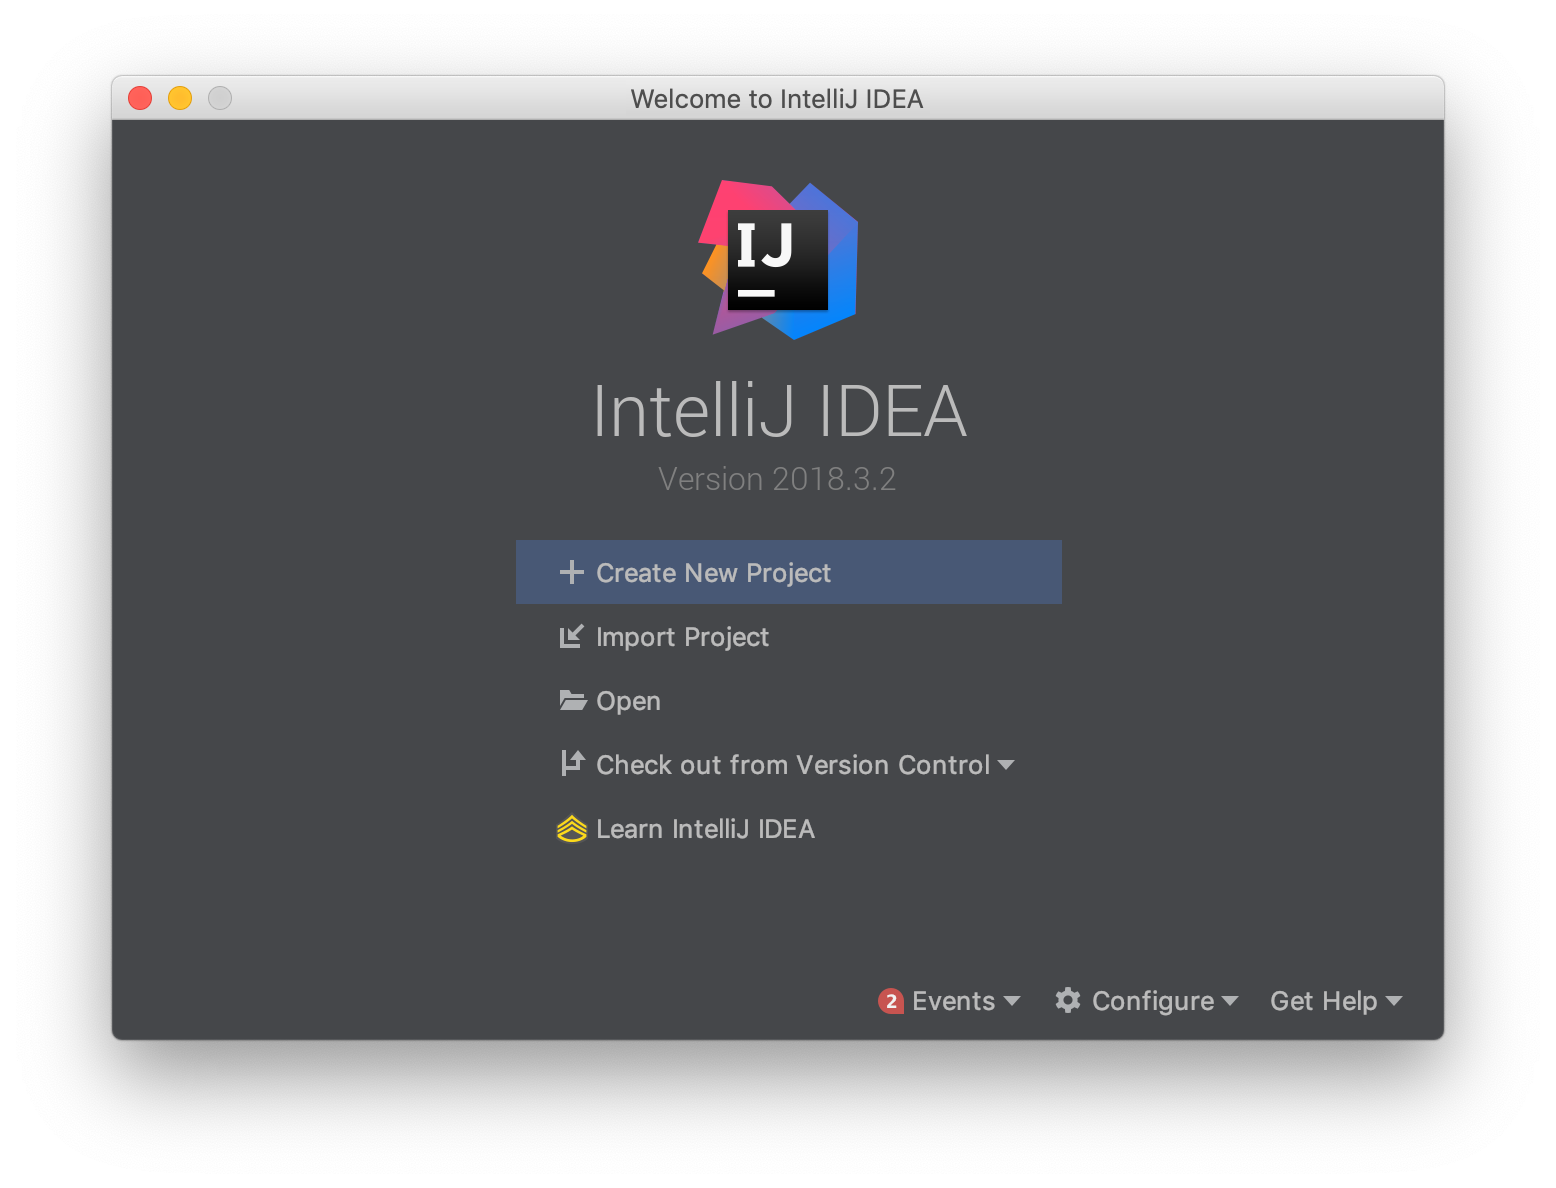 Welcome to IntelliJ IDEA
IJ
IntelliJ IDEA
Version 2018.3.2
Create New Project
Import Project
Open
Check out from Version Control
Learn IntelliJ IDEA
2 Events Configure Get Help